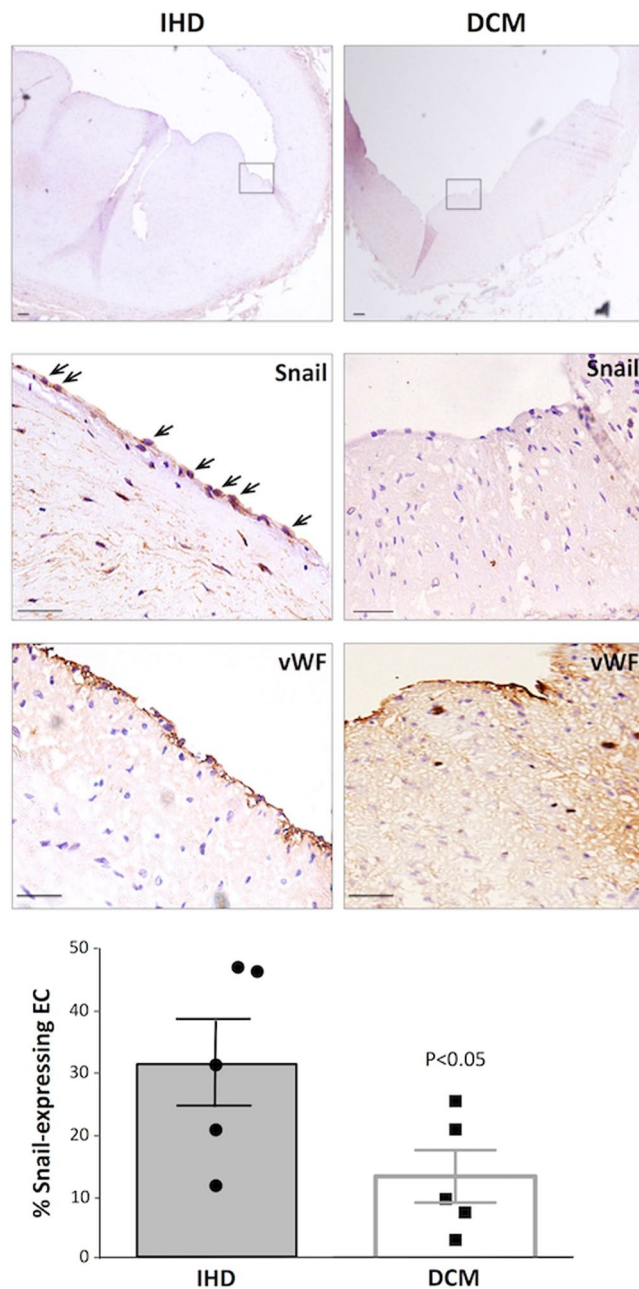 IHD DCM
Snail Snail
vWF vWF
% Snail-expressing EC
50
40
30
20
10
0
P<0.05
IHD DCM